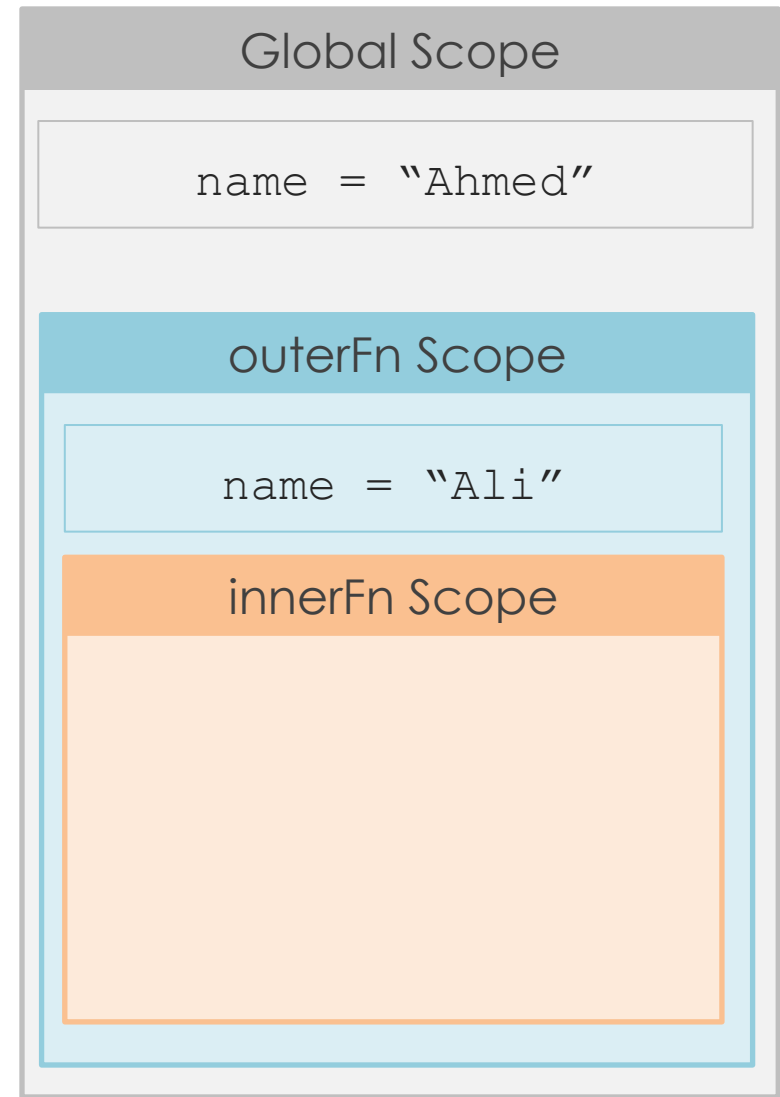 Global Scope
name = “Ahmed”
outerFn Scope
name = “Ali”
innerFn Scope